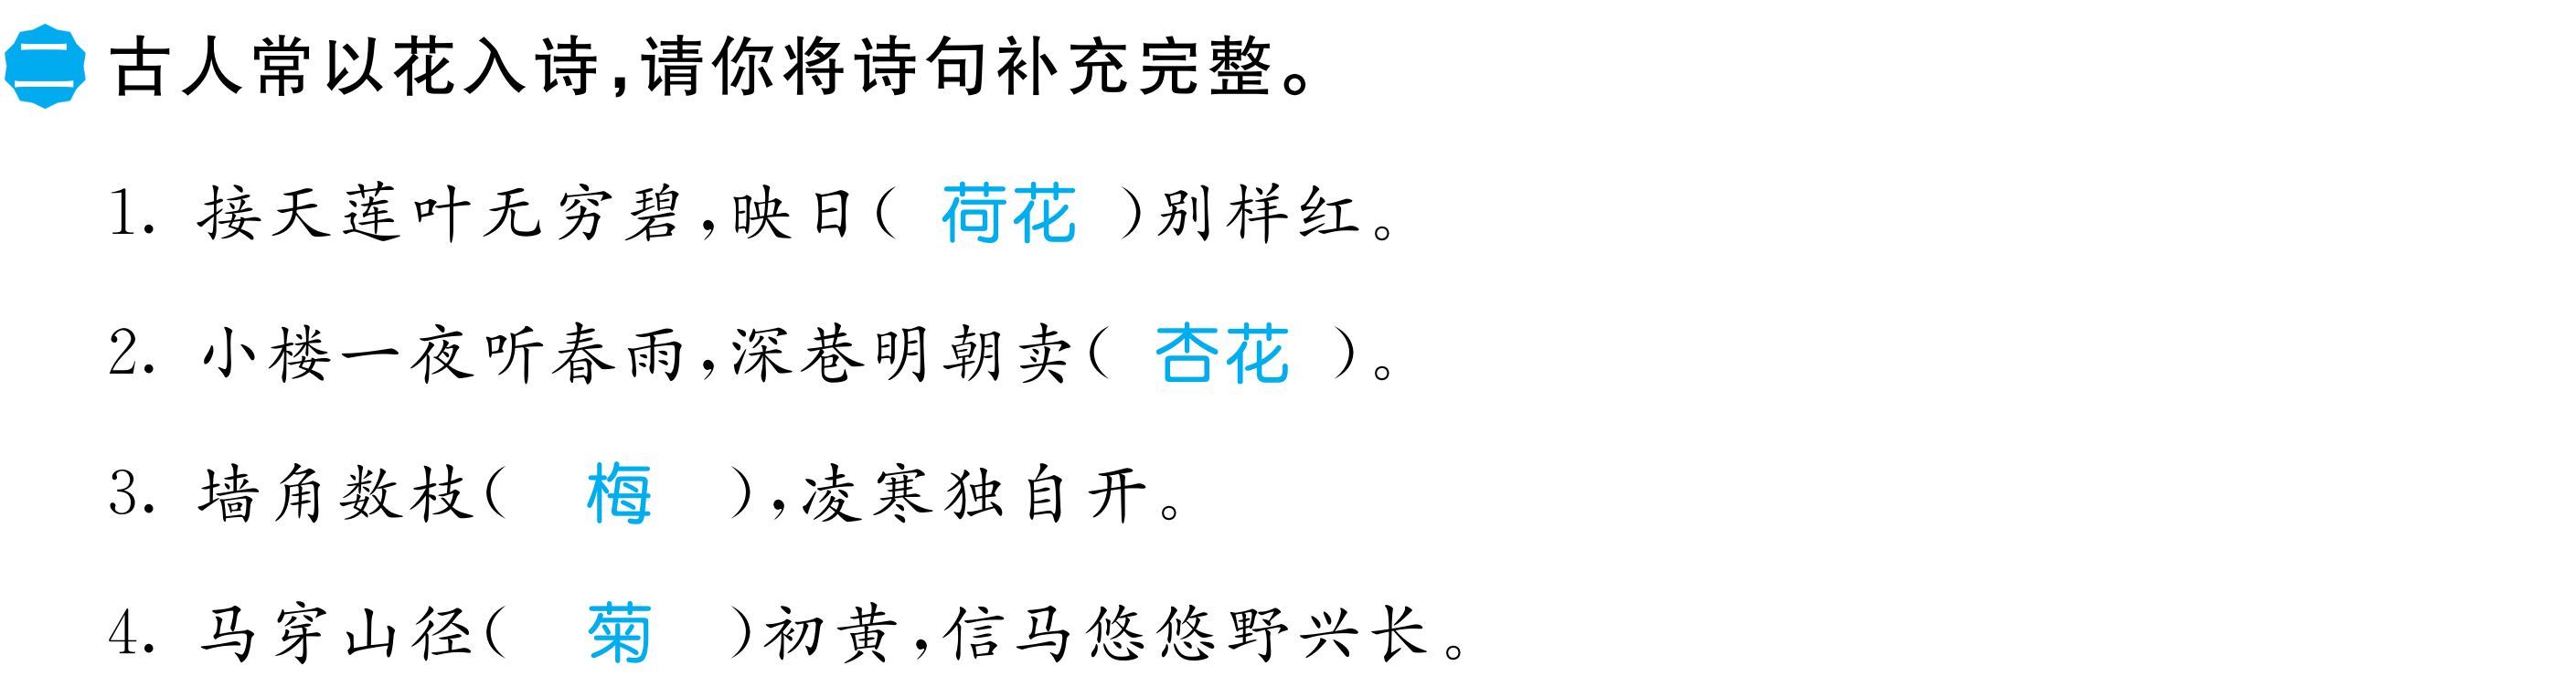 二 古人常以花入诗,请你将诗句补充完整。
1. 接天莲叶无穷碧,映日( 荷花 )别样红。
2. 小楼一夜听春雨,深巷明朝卖( 杏花 )。
3. 墙角数枝( 梅 ),凌寒独自开。
4. 马穿山径( 菊 )初黄,信马悠悠野兴长。